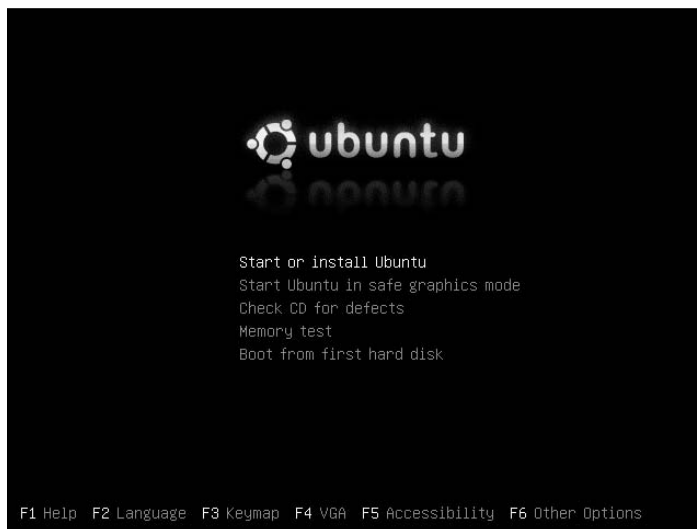 ubuntu
Start or install Ubuntu
Start Ubuntu in safe graphics mode
Check CD for defects
Memory test
Boot from first hard disk
F1 Help F2 Language F3 Keymap F4 VGA F5 Accessibility F6 Other Options